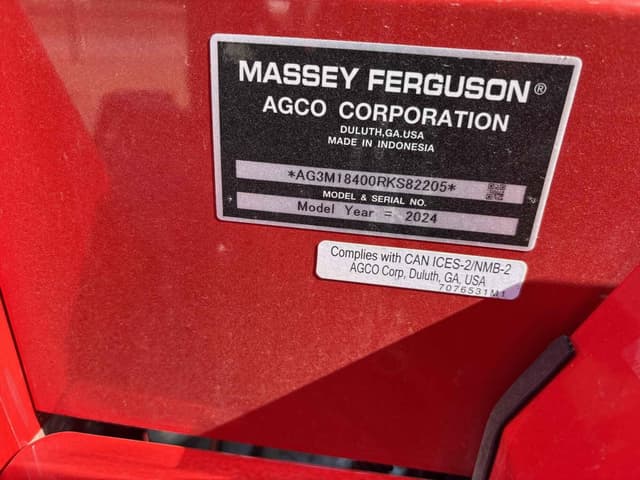 MASSEY FERGUSON®
AGCO CORPORATION
DULUTH,GA.USA
MADE IN INDONESIA
*AG3M18400RKS82205*
MODEL & SERIAL NO.
Model Year = 2024
Complies with CAN ICES-2/NMB-2
AGCO Corp, Duluth, GA, USA
7076531M1